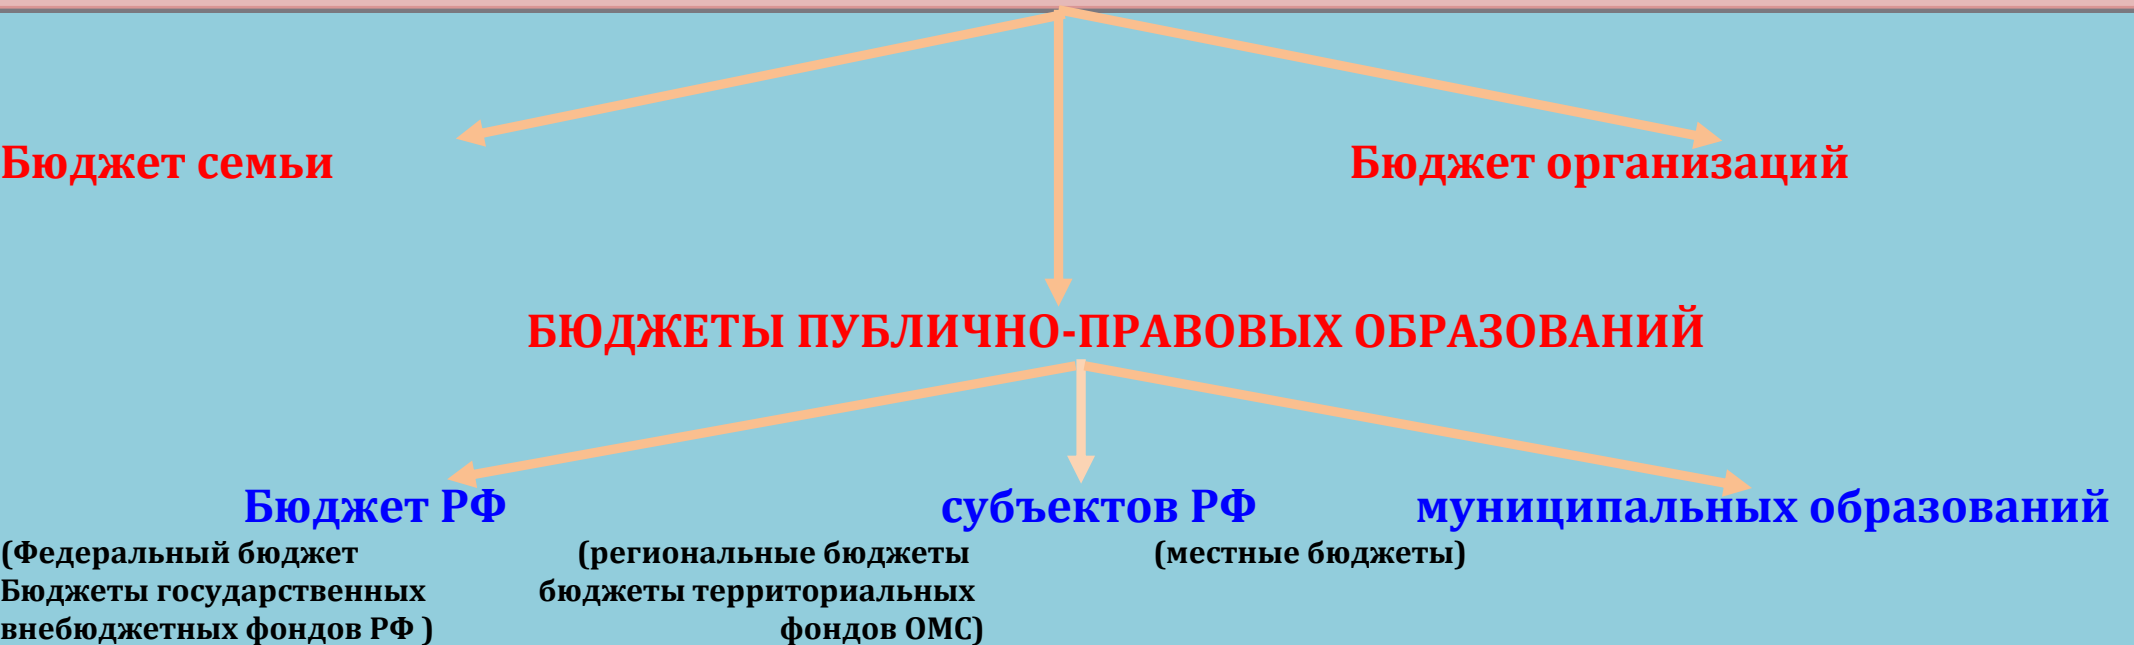 Бюджет семьи Бюджет организаций
БЮДЖЕТЫ ПУБЛИЧНО-ПРАВОВЫХ ОБРАЗОВАНИЙ
Бюджет РФ субъектов РФ муниципальных образований
(Федеральный бюджет (региональные бюджеты (местные бюджеты)
Бюджеты государственных бюджеты территориальных
внебюджетных фондов РФ ) фондов ОМС)